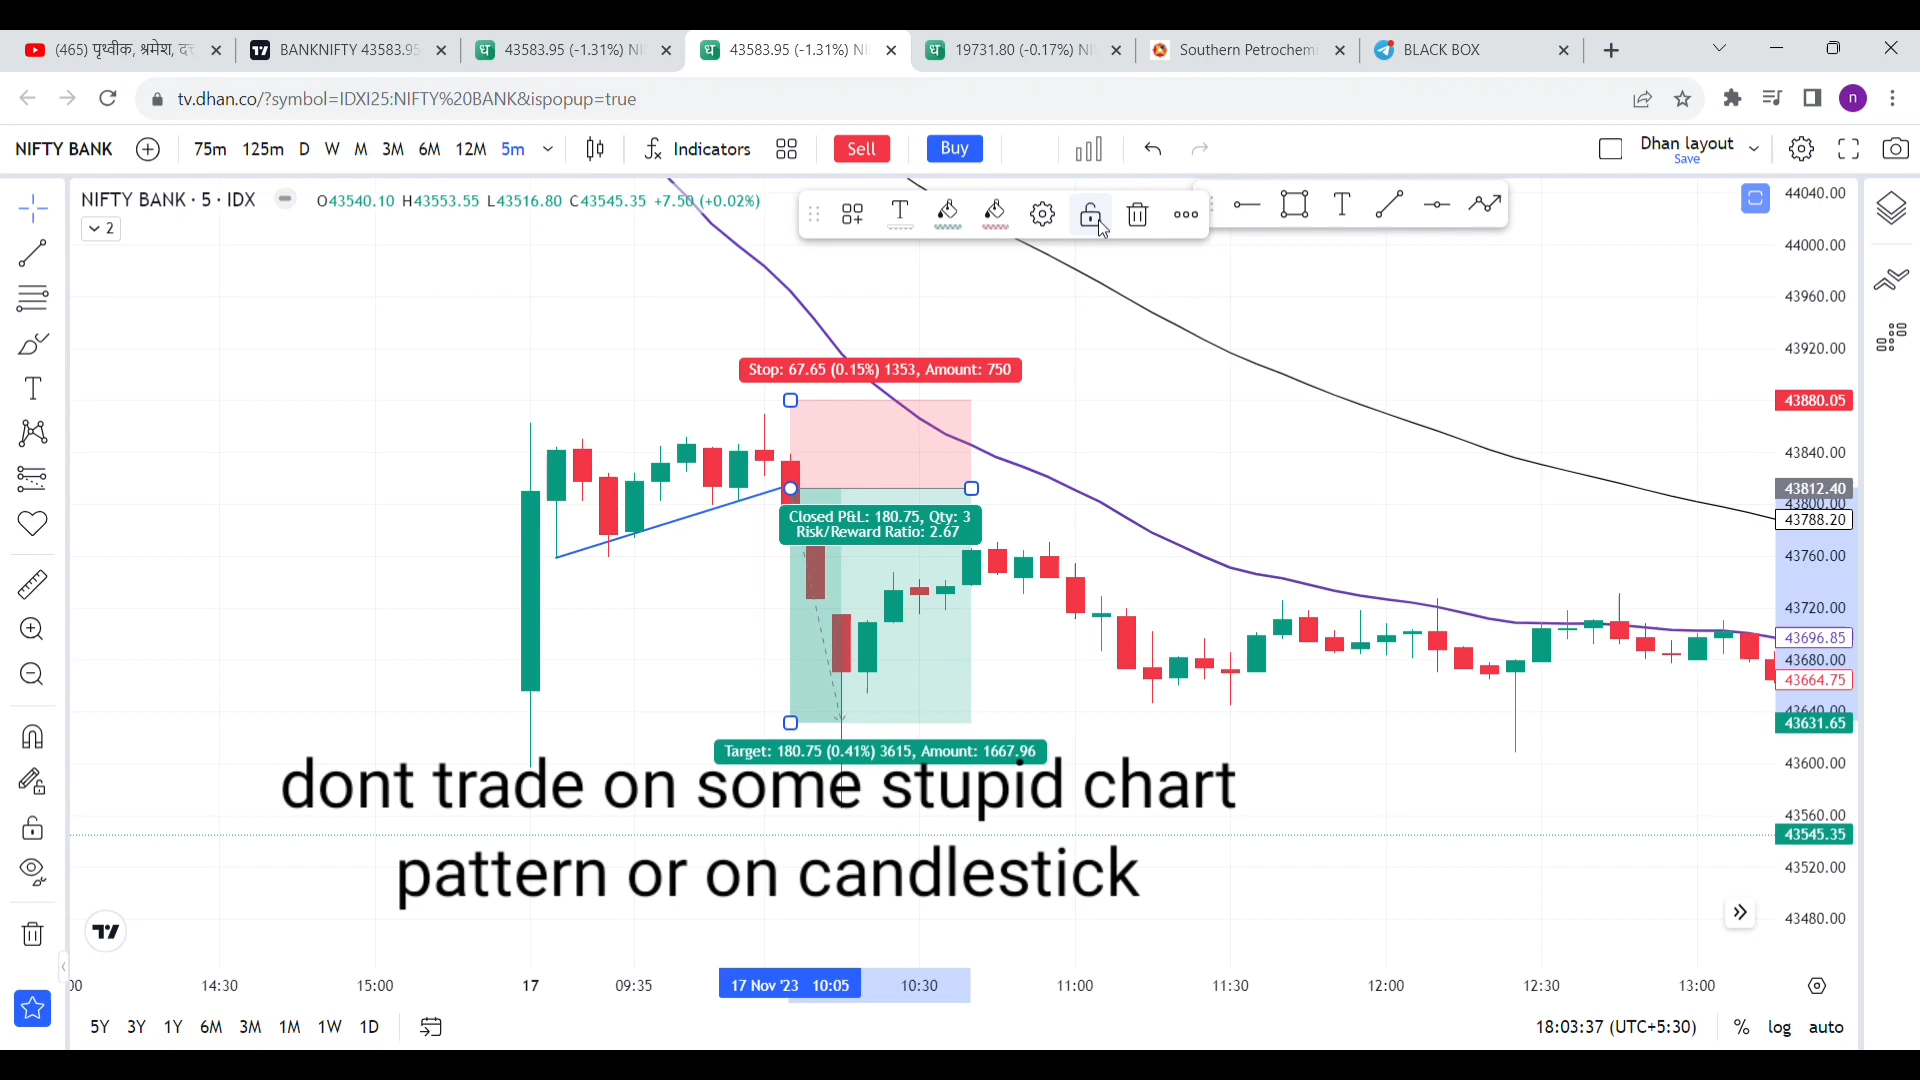 (465) पृथ्वीक, श्रमेश, दत्त
BANKNIFTY 43583.95
43583.95 (-1.31%) NI
43583.95 (-1.31%) NI
19731.80 (-0.17%) NI
Southern Petrochemi
BLACK BOX
tv.dhan.co/?symbol=IDXI25:NIFTY%20BANK&ispopup=true
n
NIFTY BANK
75m 125m D W M 3M 6M 12M 5m
Indicators
Sell
Buy
Dhan layout
Save
NIFTY BANK · 5 · IDX
O43540.10 H43553.55 L43516.80 C43545.35 +7.50 (+0.02%)
2
Stop: 67.65 (0.15%) 1353, Amount: 750
Closed P&L: 180.75, Qty: 3
Risk/Reward Ratio: 2.67
Target: 180.75 (0.41%) 3615, Amount: 1667.96
dont trade on some stupid chart
pattern or on candlestick
44040.00
44000.00
43960.00
43920.00
43880.05
43840.00
43812.40
43800.00
43788.20
43760.00
43720.00
43696.85
43680.00
43664.75
43640.00
43631.65
43600.00
43560.00
43545.35
43520.00
43480.00
14:30 15:00 17 09:35 17 Nov '23 10:05 10:30 11:00 11:30 12:00 12:30 13:00
5Y 3Y 1Y 6M 3M 1M 1W 1D
18:03:37 (UTC+5:30) % log auto